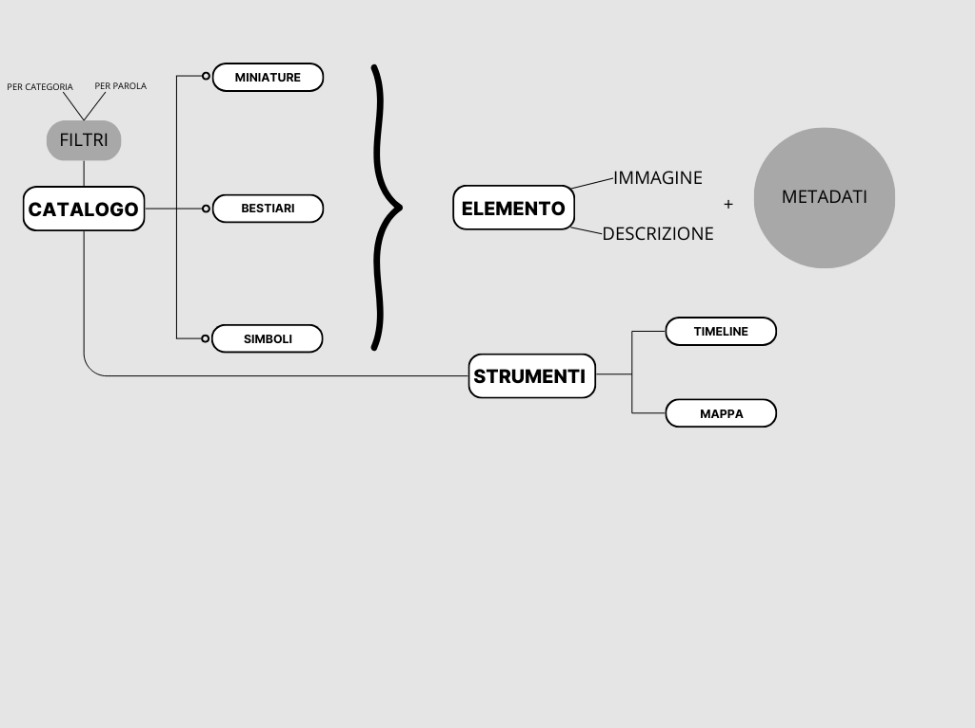 PER CATEGORIA
PER PAROLA
FILTRI
CATALOGO
MINIATURE
BESTIARI
SIMBOLI
ELEMENTO
IMMAGINE
DESCRIZIONE
+
METADATI
STRUMENTI
TIMELINE
MAPPA